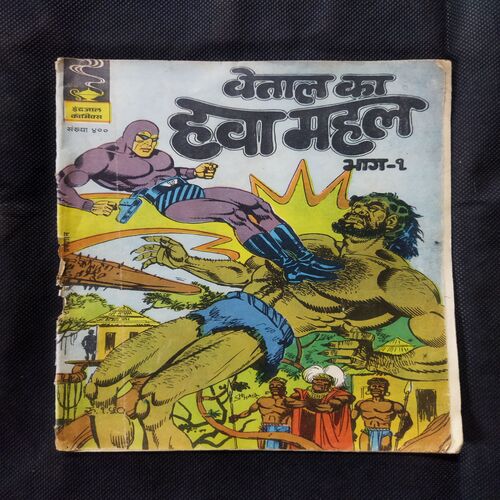 इंद्रजाल
कॉमिक्स
संख्या ४००
वेताल का
हवा महल
भाग-१